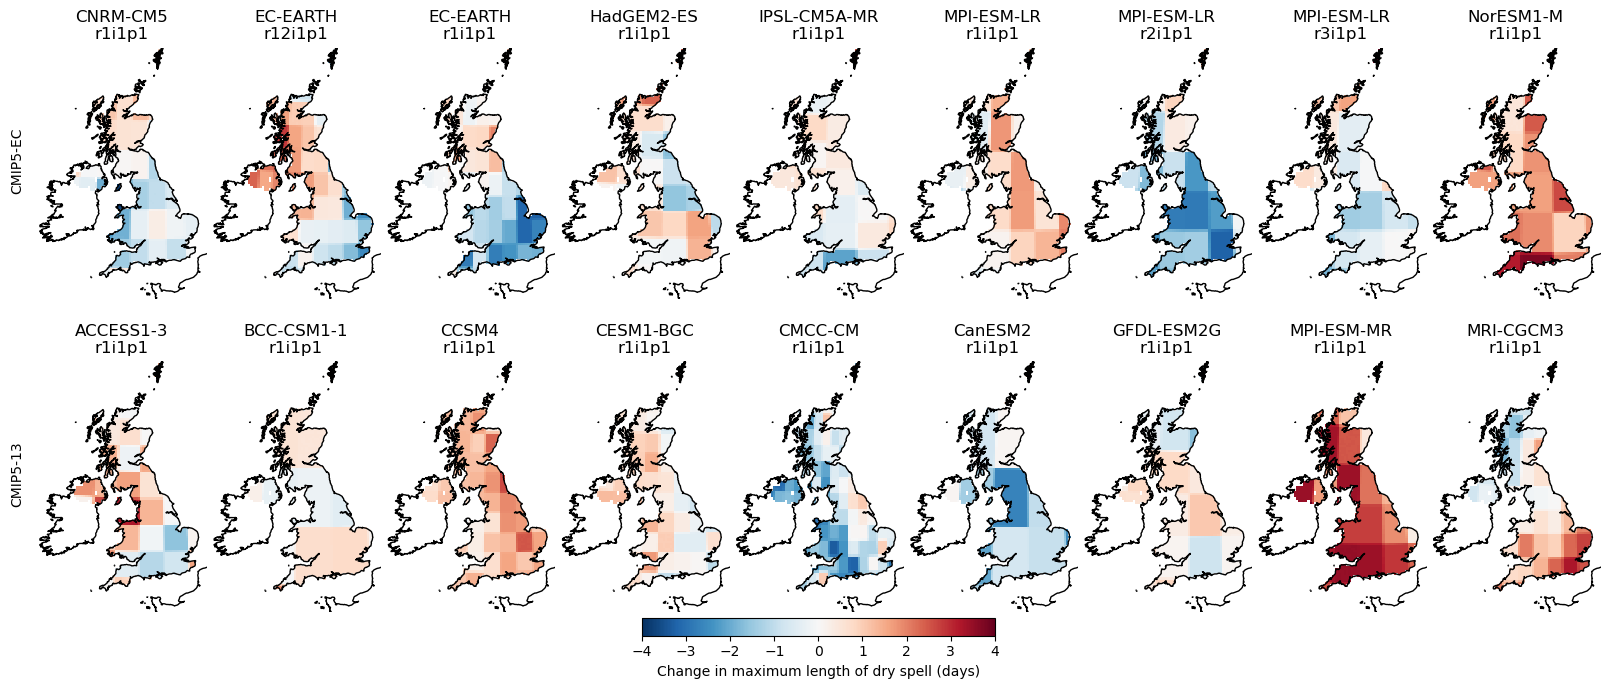 CNRM-CM5 EC-EARTH EC-EARTH HadGEM2-ES IPSL-CM5A-MR MPI-ESM-LR MPI-ESM-LR MPI-ESM-LR NorESM1-M
r1i1p1 r12i1p1 r1i1p1 r1i1p1 r1i1p1 r1i1p1 r2i1p1 r3i1p1 r1i1p1
CMIP5-EC
ACCESS1-3 BCC-CSM1-1 CCSM4 CESM1-BGC CMCC-CM CanESM2 GFDL-ESM2G MPI-ESM-MR MRI-CGCM3
r1i1p1 r1i1p1 r1i1p1 r1i1p1 r1i1p1 r1i1p1 r1i1p1 r1i1p1 r1i1p1
CMIP5-13
−4 −3 −2 −1 0 1 2 3 4
Change in maximum length of dry spell (days)